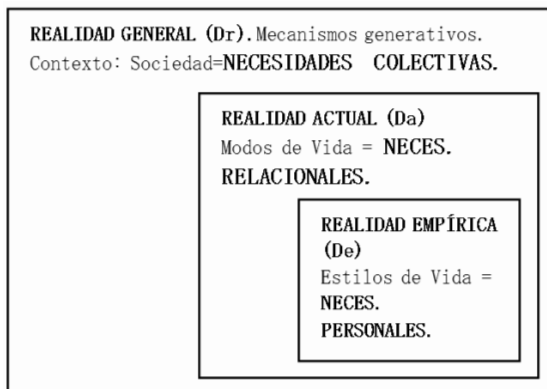 REALIDAD GENERAL (Dr). Mecanismos generativos.
Contexto: Sociedad=NECESIDADES COLECTIVAS.
REALIDAD ACTUAL (Da)
Modos de Vida = NECES.
RELACIONALES.
REALIDAD EMPÍRICA
(De)
Estilos de Vida =
NECES.
PERSONALES.